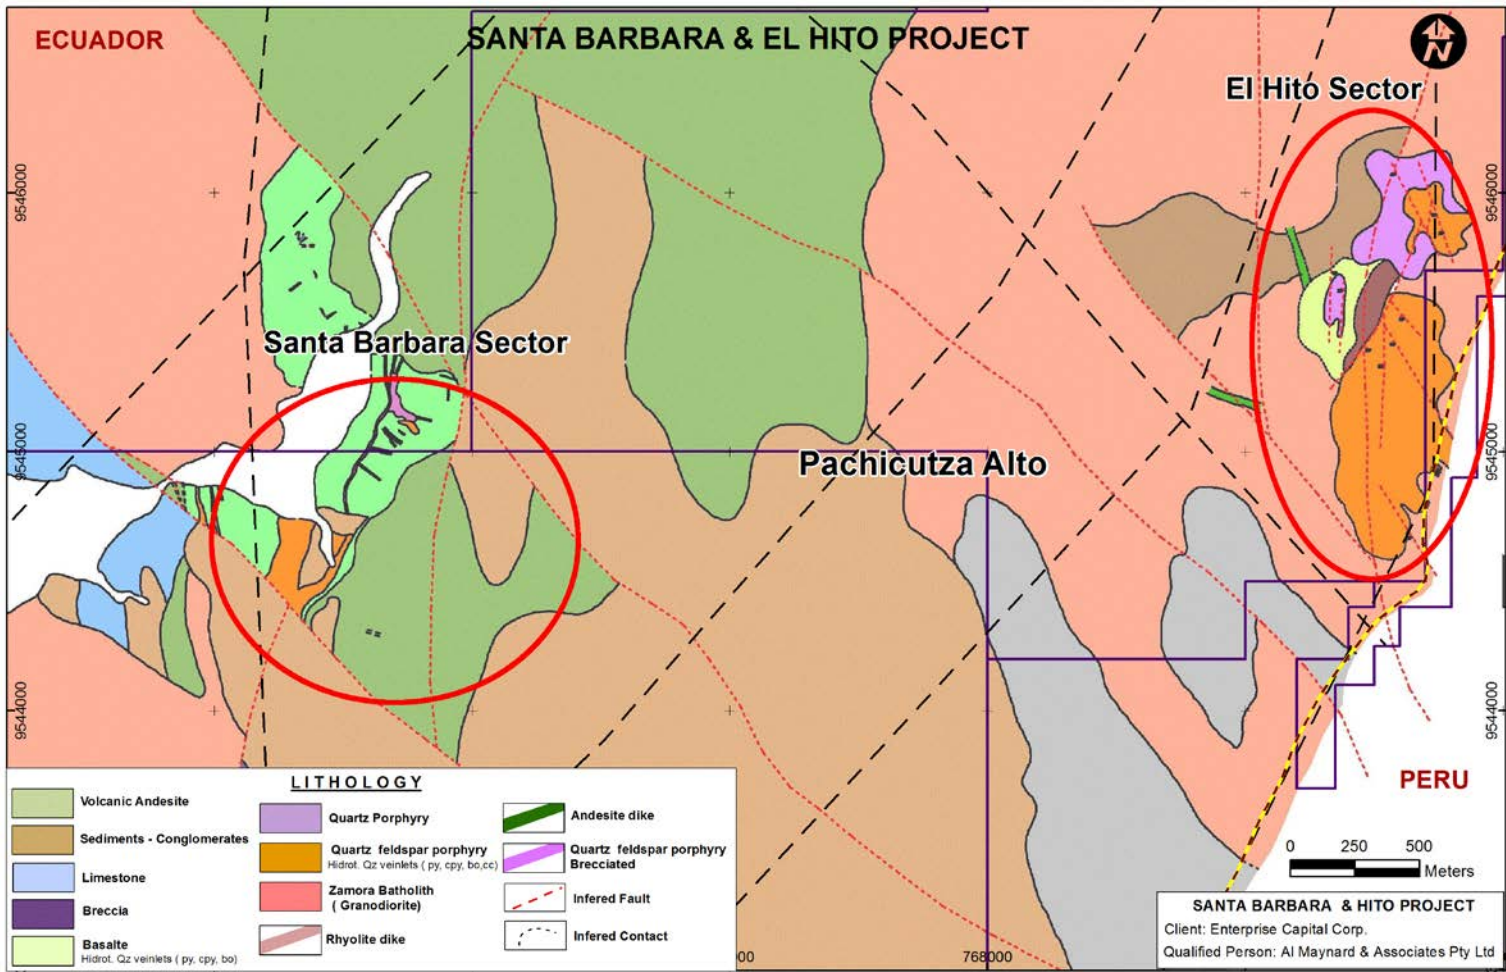 ECUADOR
SANTA BARBARA & EL HITO PROJECT
N
El Hito Sector
9546000
9546000
Santa Barbara Sector
9545000
Pachicutza Alto
9545000
9544000
9544000
PERU
LITHOLOGY
Volcanic Andesite
Sediments - Conglomerates
Limestone
Breccia
Basalte
Hidrot. Qz veinlets ( py, cpy, bo)
Quartz Porphyry
Quartz feldspar porphyry
Hidrot. Qz veinlets ( py, cpy, bo,cc)
Zamora Batholith
( Granodiorite)
Rhyolite dike
Andesite dike
Quartz feldspar porphyry
Brecciated
Infered Fault
Infered Contact
000
768000
0 250 500
Meters
SANTA BARBARA & HITO PROJECT
Client: Enterprise Capital Corp.
Qualified Person: Al Maynard & Associates Pty Ltd